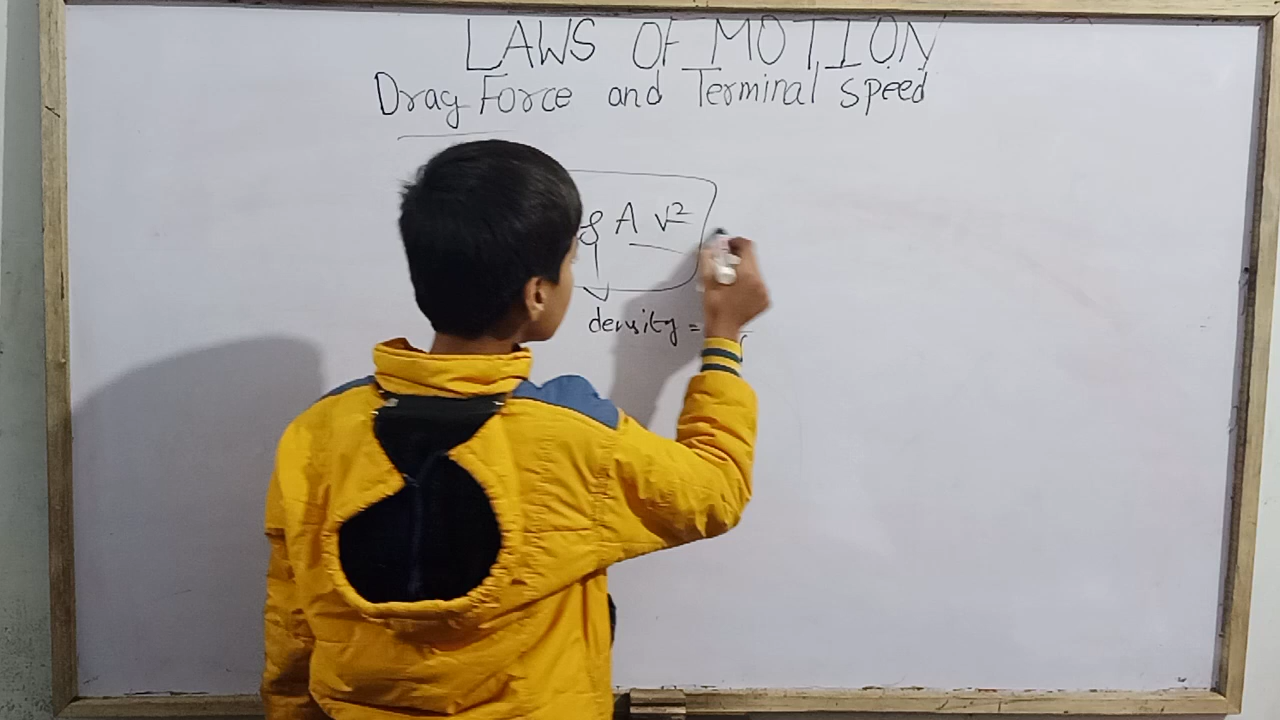 LAWS OF MOTION
Drag Force and Terminal speed
ρ A v²
density =